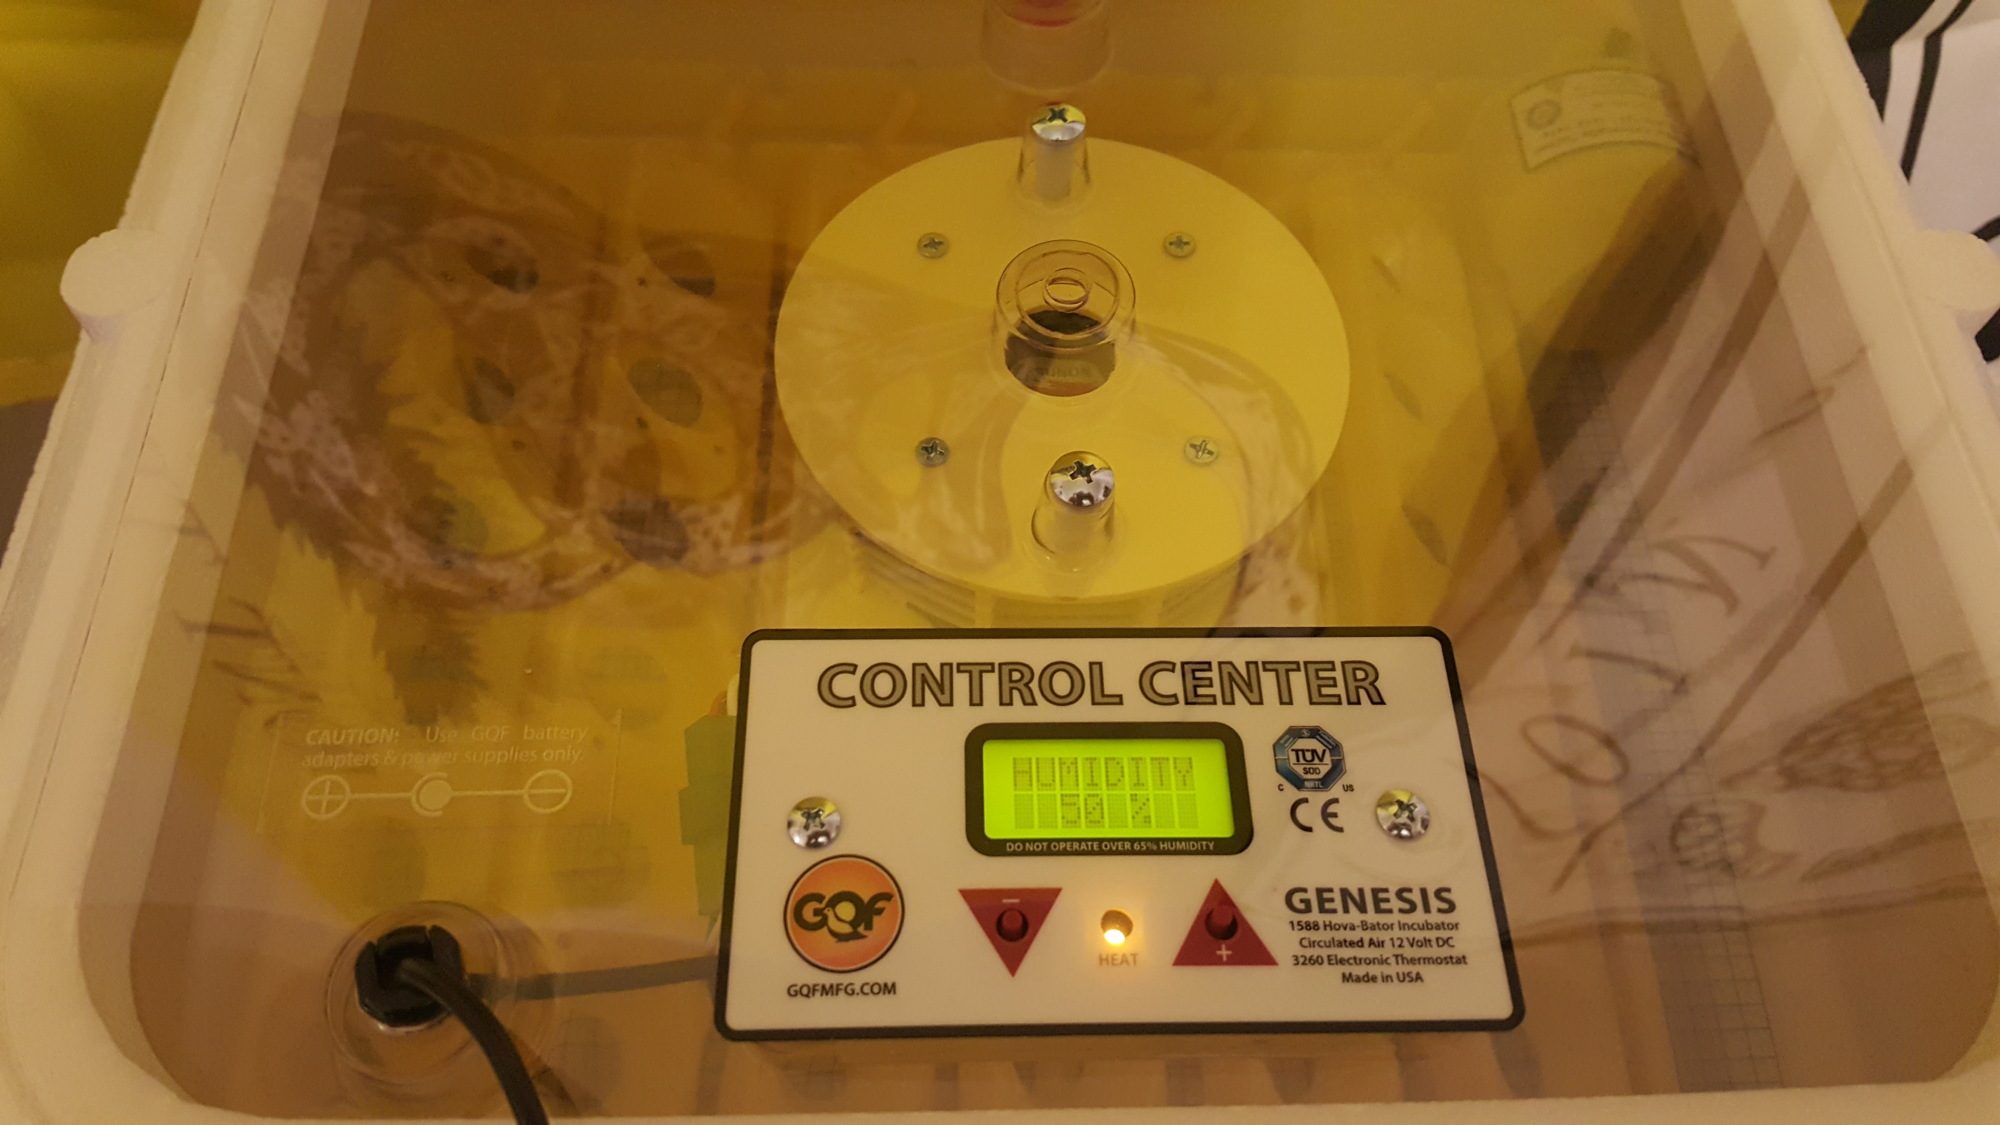 CAUTION: Use GQF battery
adapters & power supplies only.
CONTROL CENTER
HUMIDITY
50 %
DO NOT OPERATE OVER 65% HUMIDITY
TÜV
SÜD
NRTL
C US
CE
GQF
GQFMFG.COM
−
HEAT
+
GENESIS
1588 Hova-Bator Incubator
Circulated Air 12 Volt DC
3260 Electronic Thermostat
Made in USA